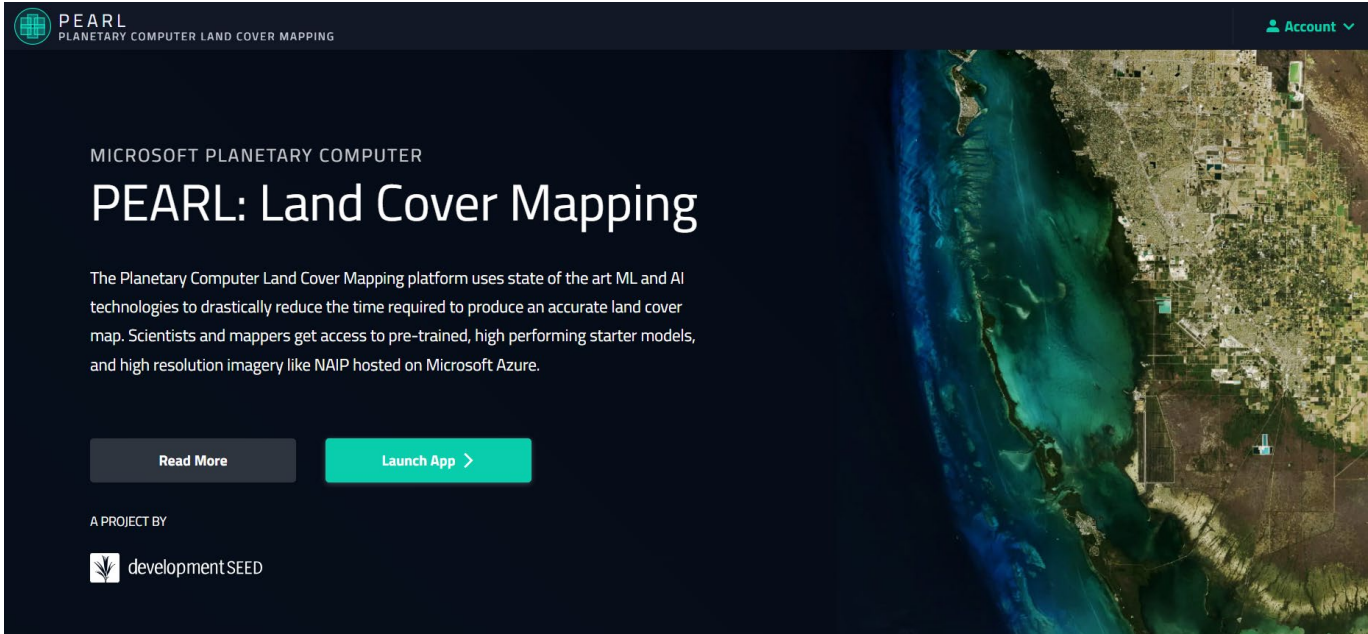 PEARL
PLANETARY COMPUTER LAND COVER MAPPING
Account
MICROSOFT PLANETARY COMPUTER
PEARL: Land Cover Mapping
The Planetary Computer Land Cover Mapping platform uses state of the art ML and AI
technologies to drastically reduce the time required to produce an accurate land cover
map. Scientists and mappers get access to pre-trained, high performing starter models,
and high resolution imagery like NAIP hosted on Microsoft Azure.
Read More
Launch App
A PROJECT BY
development SEED